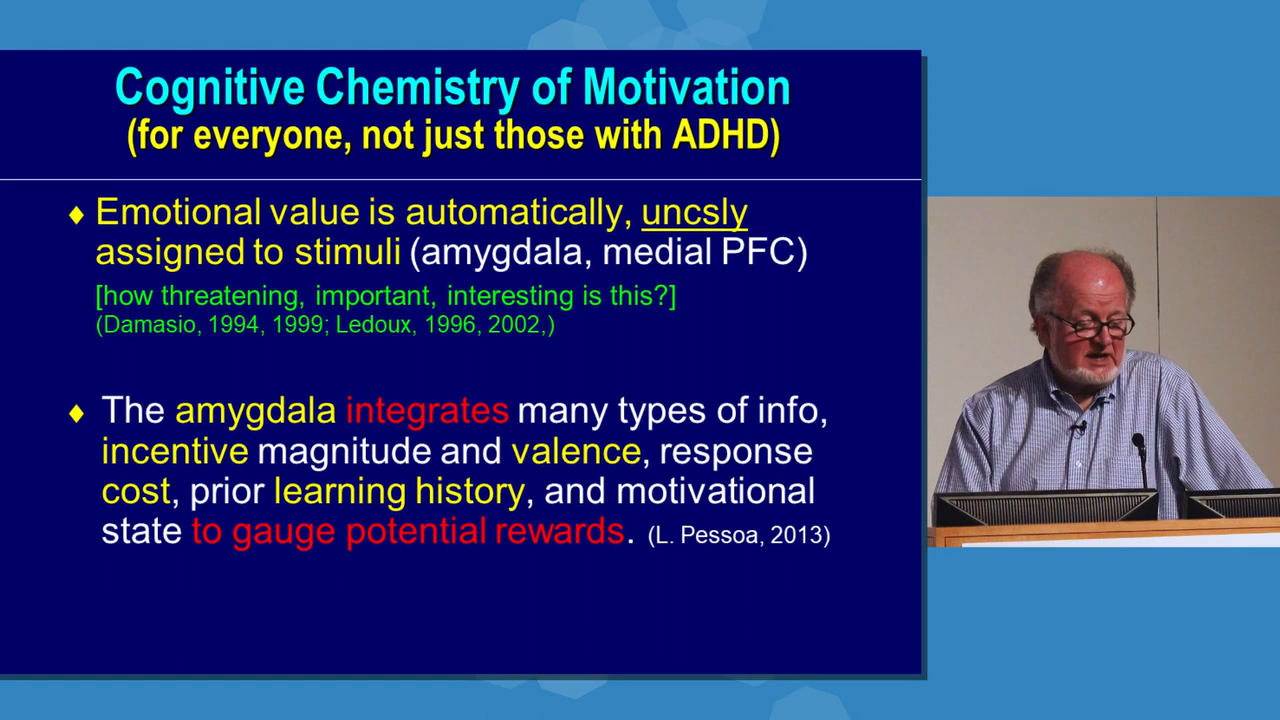 Cognitive Chemistry of Motivation
(for everyone, not just those with ADHD)
♦ Emotional value is automatically, uncsly
assigned to stimuli (amygdala, medial PFC)
[how threatening, important, interesting is this?]
(Damasio, 1994, 1999; Ledoux, 1996, 2002,)
♦ The amygdala integrates many types of info,
incentive magnitude and valence, response
cost, prior learning history, and motivational
state to gauge potential rewards. (L. Pessoa, 2013)